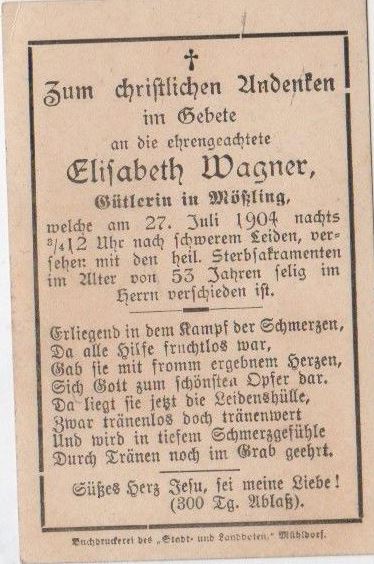 Zum christlichen Andenken
im Gebete
an die ehrengeachtete
Elisabeth Wagner,
Gütlerin in Mößling,
welche am 27. Juli 1904 nachts
3/412 Uhr nach schwerem Leiden, ver-
sehen mit den heil. Sterbsakramenten
im Alter von 53 Jahren selig im
Herrn verschieden ist.
Erliegend in dem Kampf der Schmerzen,
Da alle Hilfe fruchtlos war,
Gab sie mit fromm ergebnem Herzen,
Sich Gott zum schönsten Opfer dar.
Da liegt sie jetzt die Leidenshülle,
Zwar tränenlos doch tränenwert
Und wird in tiefem Schmerzgefühle
Durch Tränen noch im Grab geehrt.
Süßes Herz Jesu, sei meine Liebe!
(300 Tg. Ablaß).
Buchdruckerei des „Stadt- und Landboten," Mühldorf.